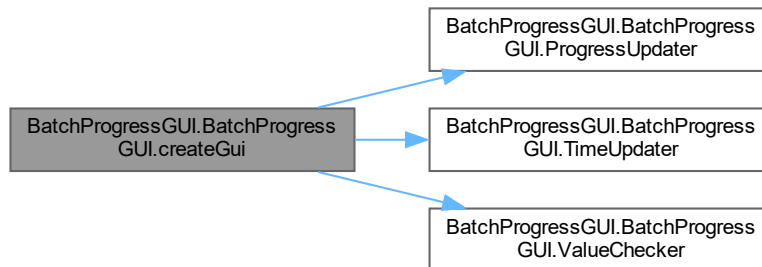 BatchProgressGUI.BatchProgress
GUI.createGui
BatchProgressGUI.BatchProgress
GUI.ProgressUpdater
BatchProgressGUI.BatchProgress
GUI.TimeUpdater
BatchProgressGUI.BatchProgress
GUI.ValueChecker